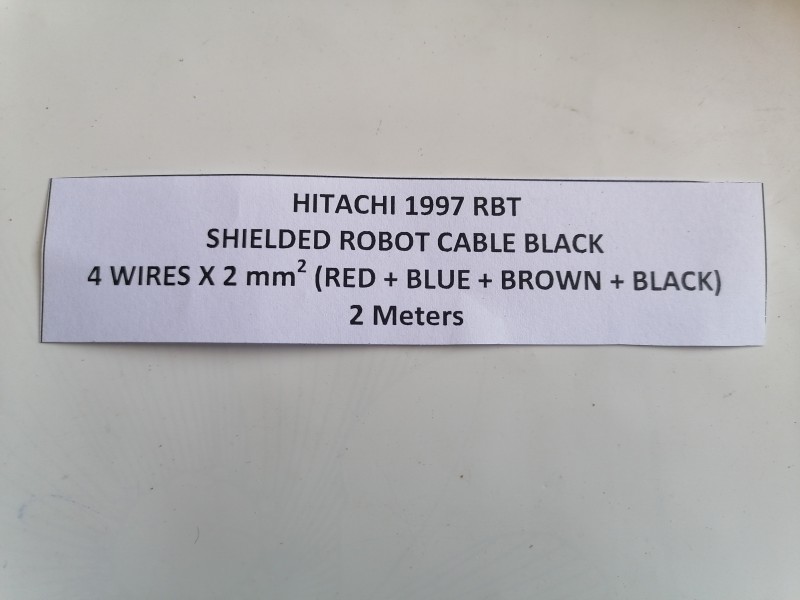 HITACHI 1997 RBT
SHIELDED ROBOT CABLE BLACK
4 WIRES X 2 mm² (RED + BLUE + BROWN + BLACK)
2 Meters